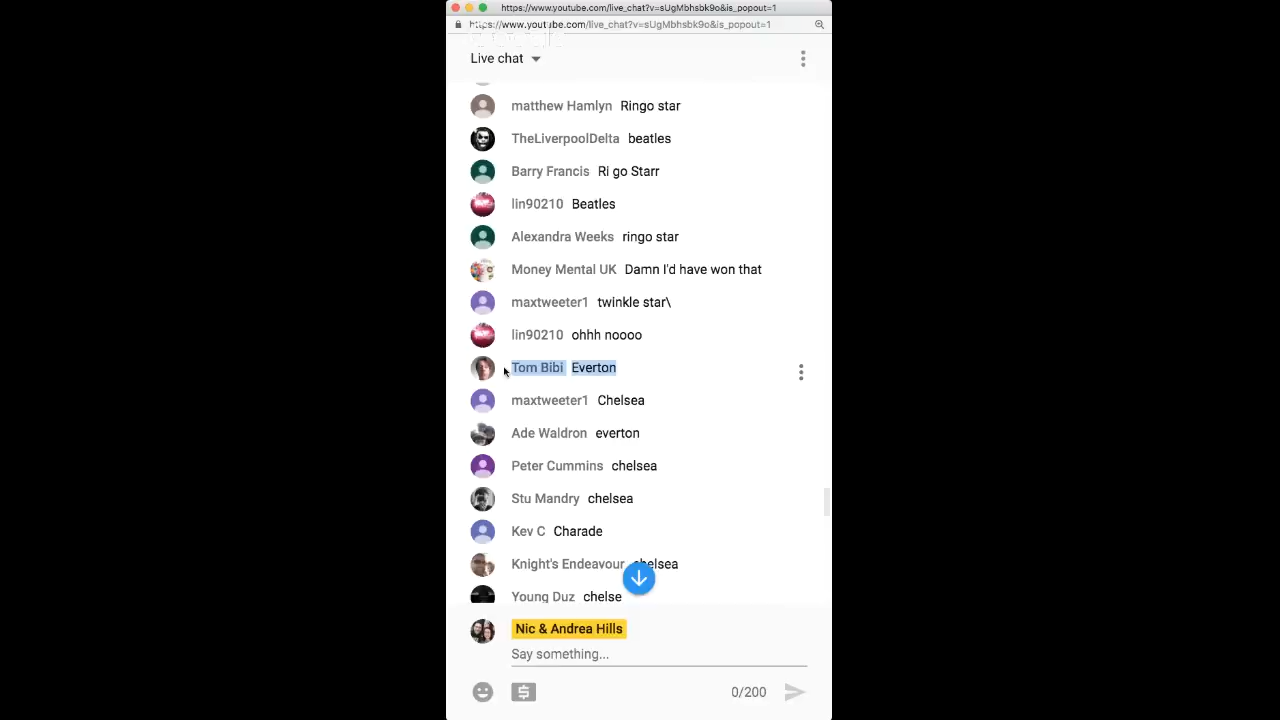 https://www.youtube.com/live_chat?v=sUgMbhsbk9o&is_popout=1
https://www.youtube.com/live_chat?v=sUgMbhsbk9o&is_popout=1
Live chat
matthew Hamlyn Ringo star
TheLiverpoolDelta beatles
Barry Francis Ri go Starr
lin90210 Beatles
Alexandra Weeks ringo star
Money Mental UK Damn I'd have won that
maxtweeter1 twinkle star\
lin90210 ohhh noooo
Tom Bibi Everton
maxtweeter1 Chelsea
Ade Waldron everton
Peter Cummins chelsea
Stu Mandry chelsea
Kev C Charade
Knight's Endeavour chelsea
Young Duz chelse
Nic & Andrea Hills
Say something...
0/200